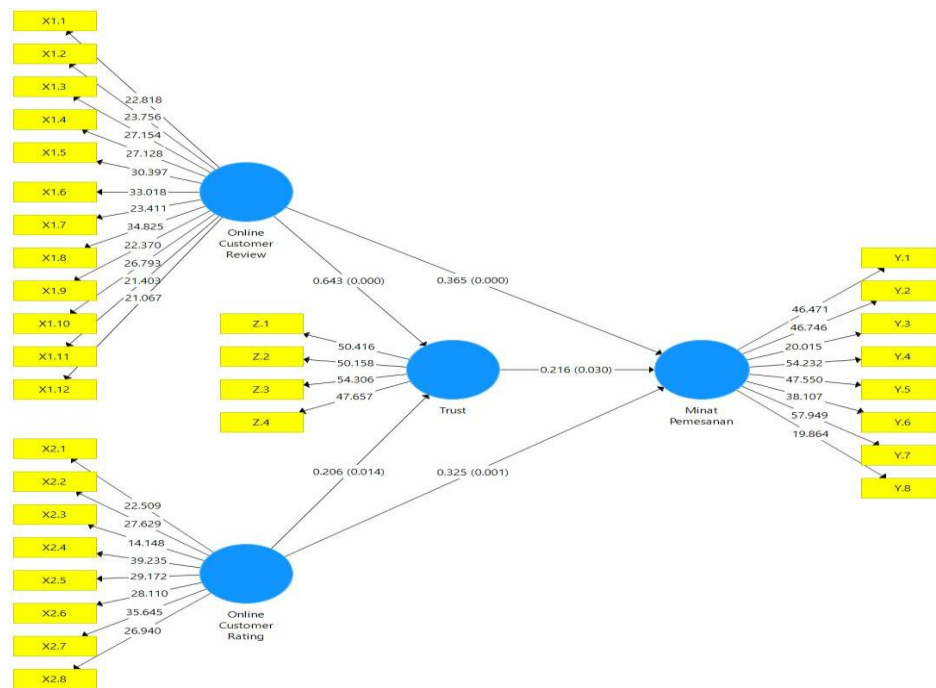 X1.1
X1.2
X1.3
X1.4
X1.5
X1.6
X1.7
X1.8
X1.9
X1.10
X1.11
X1.12
22.818
23.756
27.154
27.128
30.397
33.018
23.411
34.825
22.370
26.793
21.403
21.067
Online
Customer
Review
0.643 (0.000)
0.365 (0.000)
Z.1
Z.2
Z.3
Z.4
50.416
50.158
54.306
47.657
Trust
0.216 (0.030)
Minat
Pemesanan
46.471
46.746
20.015
54.232
47.550
38.107
57.949
19.864
Y.1
Y.2
Y.3
Y.4
Y.5
Y.6
Y.7
Y.8
0.206 (0.014)
0.325 (0.001)
X2.1
X2.2
X2.3
X2.4
X2.5
X2.6
X2.7
X2.8
22.509
27.629
14.148
39.235
29.172
28.110
35.645
26.940
Online
Customer
Rating